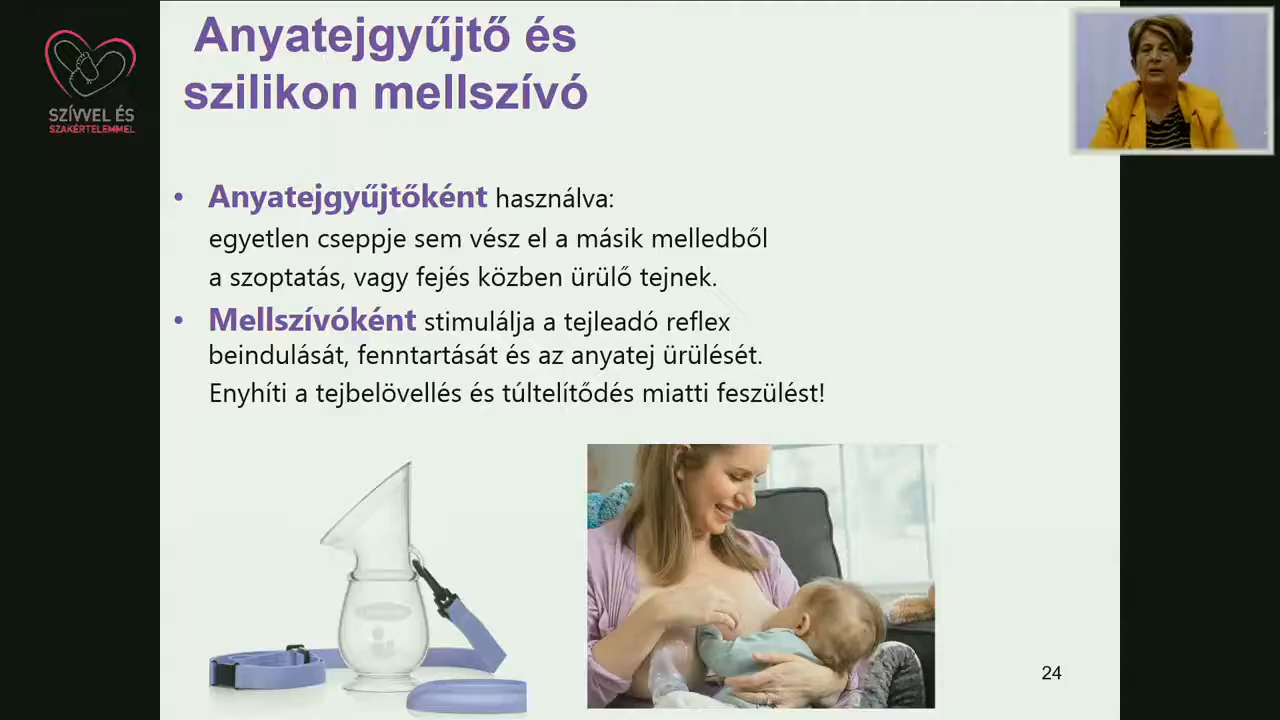 Anyatejgyűjtő és
szilikon mellszívó
SZÍVVEL ÉS
SZAKÉRTELEMMEL
• Anyatejgyűjtőként használva:
egyetlen cseppje sem vész el a másik melledből
a szoptatás, vagy fejés közben ürülő tejnek.
• Mellszívóként stimulálja a tejleadó reflex
beindulását, fenntartását és az anyatej ürülését.
Enyhíti a tejbelövellés és túltelítődés miatti feszülést!
24